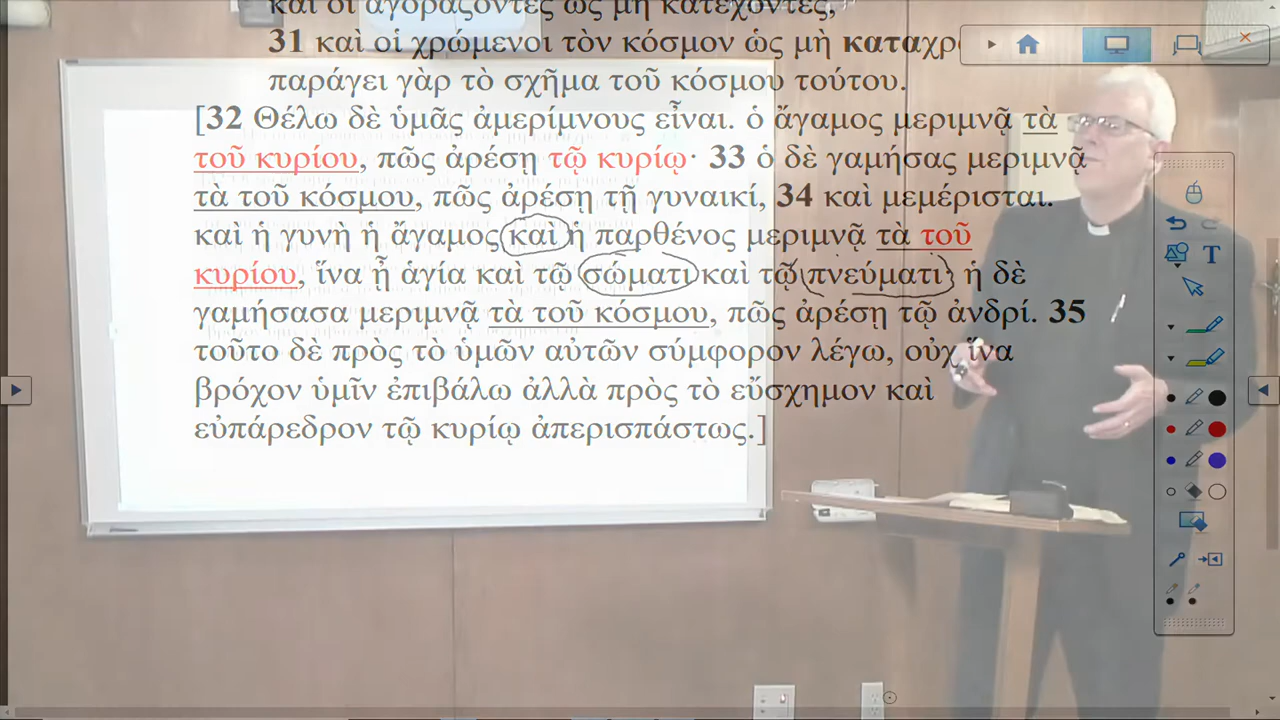 καὶ οἱ ἀγοράζοντες ὡς μὴ κατέχοντες,
31 καὶ οἱ χρώμενοι τὸν κόσμον ὡς μὴ
παράγει γὰρ τὸ σχῆμα τοῦ κόσμου τούτου.
[32 Θέλω δὲ ὑμᾶς ἀμερίμνους εἶναι. ὁ ἄγαμος μεριμνᾷ τὰ
τοῦ κυρίου, πῶς ἀρέσῃ τῷ κυρίῳ· 33 ὁ δὲ γαμήσας μεριμνᾷ
τὰ τοῦ κόσμου, πῶς ἀρέσῃ τῇ γυναικί, 34 καὶ μεμέρισται.
καὶ ἡ γυνὴ ἡ ἄγαμος καὶ ἡ παρθένος μεριμνᾷ τὰ τοῦ
κυρίου, ἵνα ᾖ ἁγία καὶ τῷ σώματι καὶ τῷ πνεύματι· ἡ δὲ
γαμήσασα μεριμνᾷ τὰ τοῦ κόσμου, πῶς ἀρέσῃ τῷ ἀνδρί. 35
τοῦτο δὲ πρὸς τὸ ὑμῶν αὐτῶν σύμφορον λέγω, οὐχ ἵνα
βρόχον ὑμῖν ἐπιβάλω ἀλλὰ πρὸς τὸ εὔσχημον καὶ
εὐπάρεδρον τῷ κυρίῳ ἀπερισπάστως.]
T